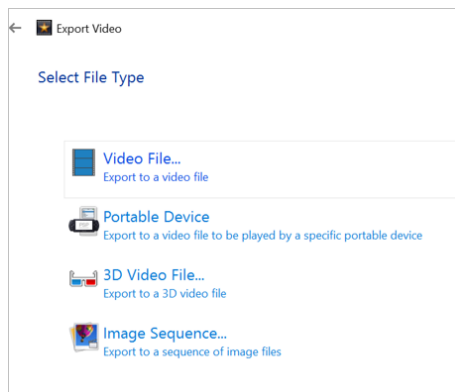 Export Video
Select File Type
Video File...
Export to a video file
Portable Device
Export to a video file to be played by a specific portable device
3D Video File...
Export to a 3D video file
Image Sequence...
Export to a sequence of image files